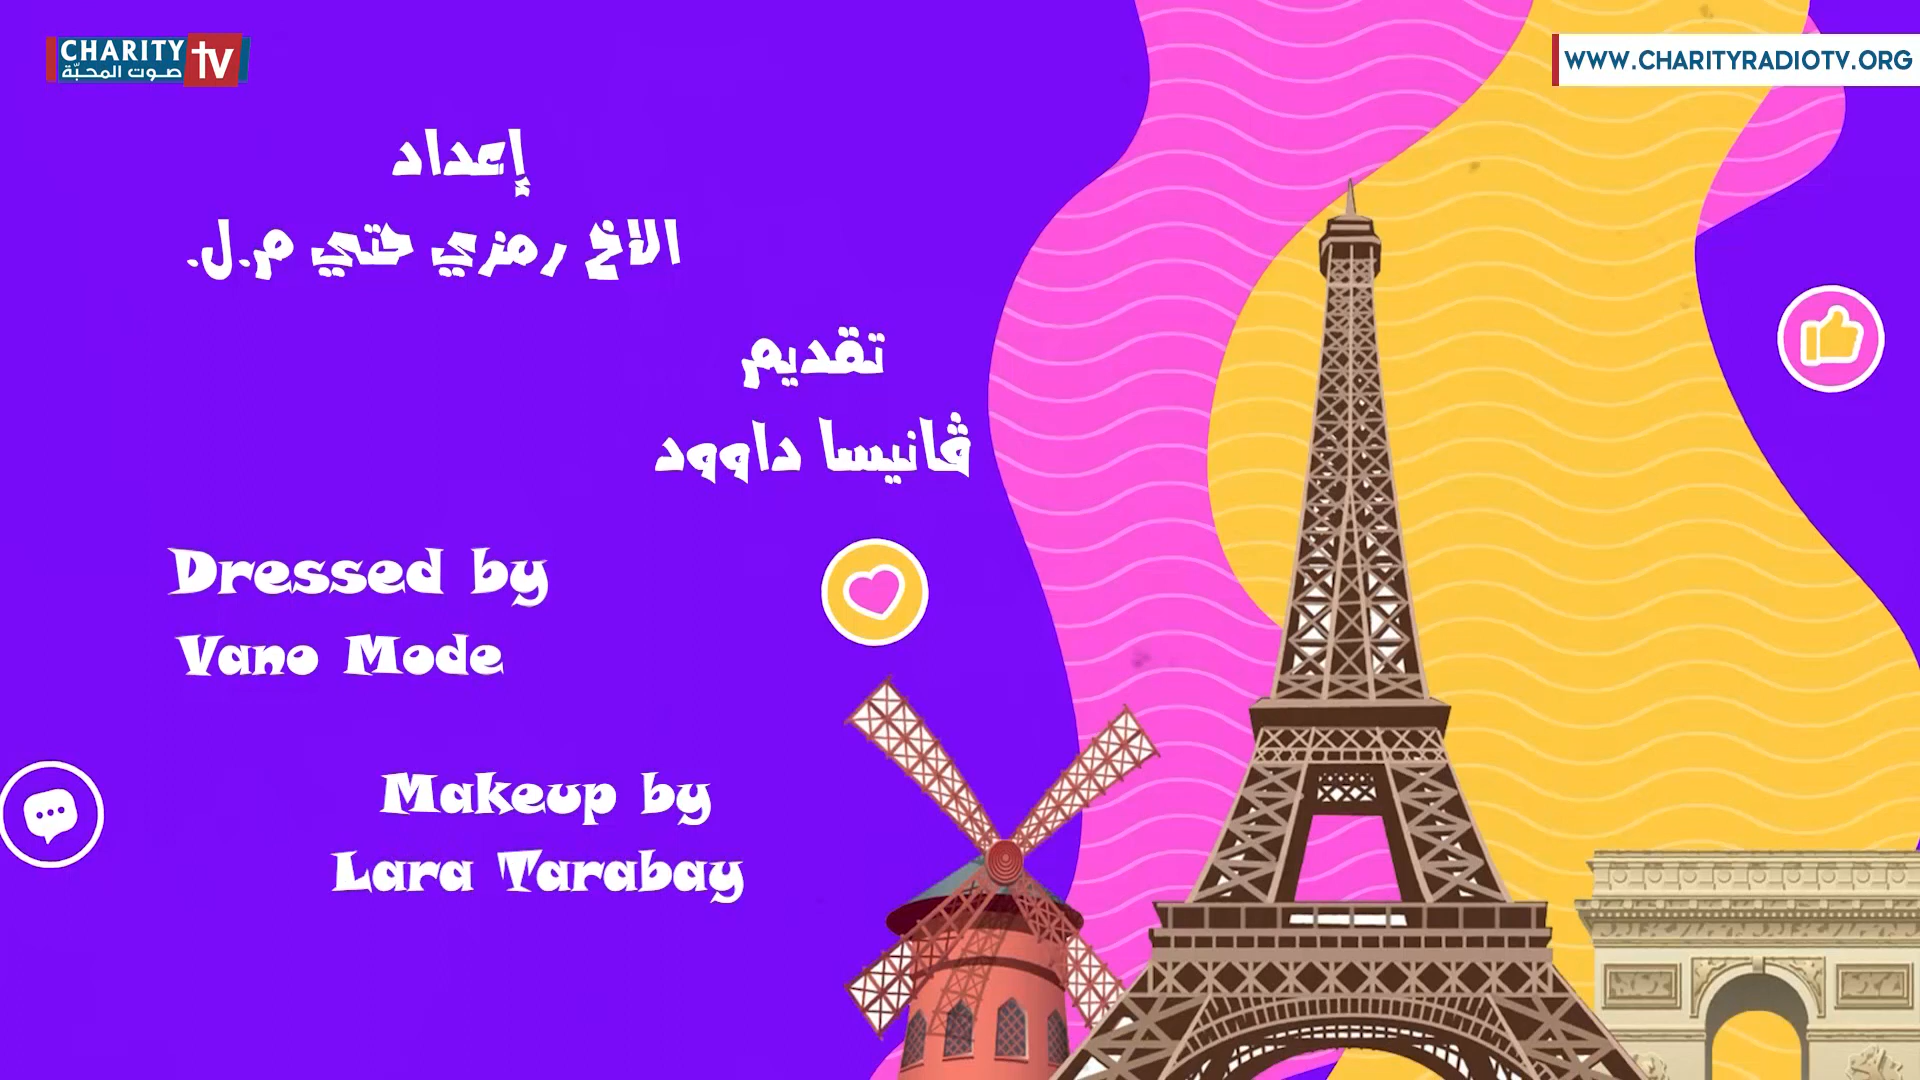 CHARITY tv
صوت المحبّة
WWW.CHARITYRADIOTV.ORG
إعداد
الاخ رمزي حتي م.ل.
تقديم
ڤانيسا داوود
Dressed by
Vano Mode
Makeup by
Lara Tarabay